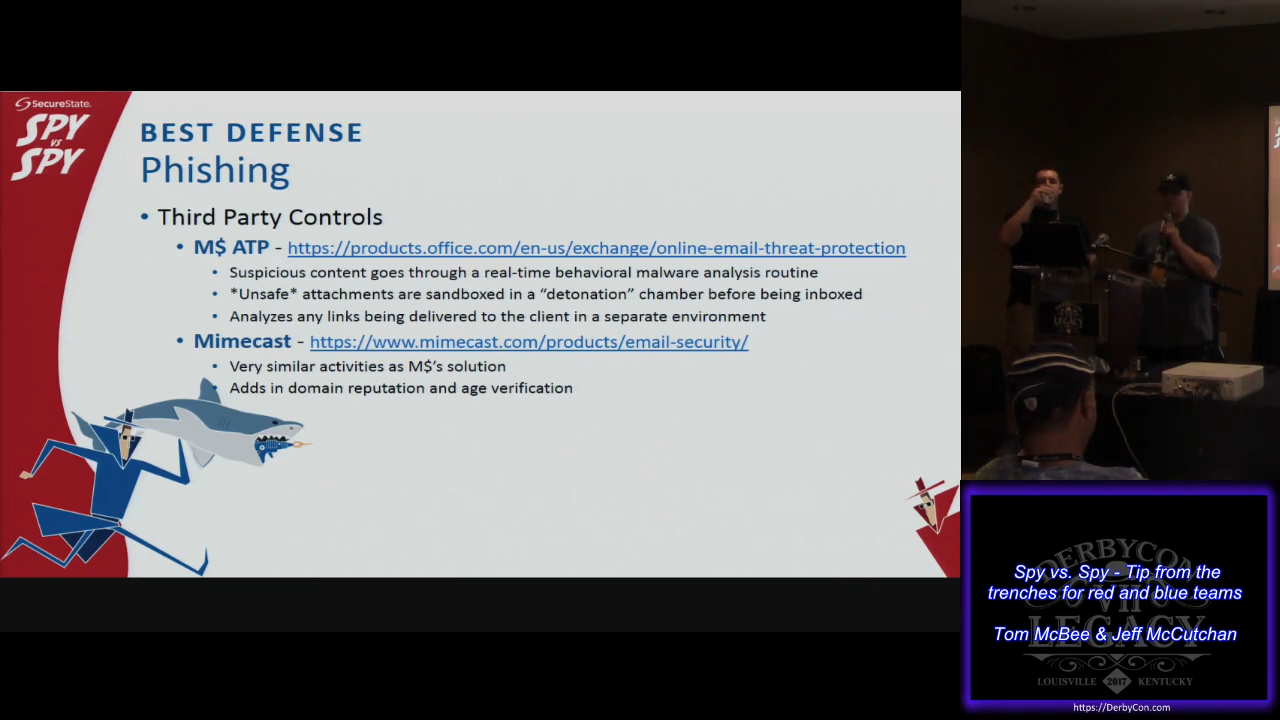 SecureState.
SPY
vs
SPY
BEST DEFENSE
Phishing
• Third Party Controls
• M$ ATP - https://products.office.com/en-us/exchange/online-email-threat-protection
• Suspicious content goes through a real-time behavioral malware analysis routine
• *Unsafe* attachments are sandboxed in a “detonation” chamber before being inboxed
• Analyzes any links being delivered to the client in a separate environment
• Mimecast - https://www.mimecast.com/products/email-security/
• Very similar activities as M$'s solution
• Adds in domain reputation and age verification
LEGACY
DERBYCON
VII
LEGACY
Spy vs. Spy - Tip from the
trenches for red and blue teams
Tom McBee & Jeff McCutchan
LOUISVILLE 2017 KENTUCKY
https://DerbyCon.com